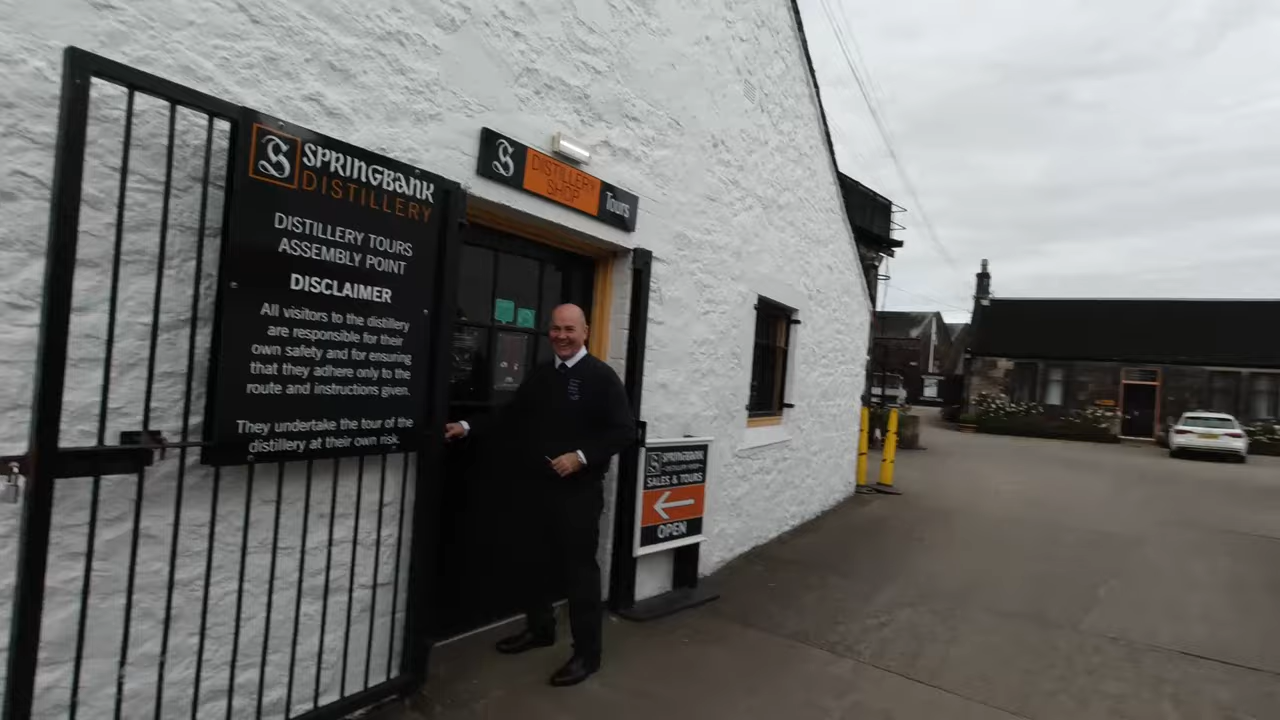 SPRINGBANK
DISTILLERY
DISTILLERY TOURS
ASSEMBLY POINT
DISCLAIMER
All visitors to the distillery
are responsible for their
own safety and for ensuring
that they adhere only to the
route and instructions given.
They undertake the tour of the
distillery at their own risk.
S
DISTILLERY
SHOP
Tours
SPRINGBANK
SALES & TOURS
OPEN